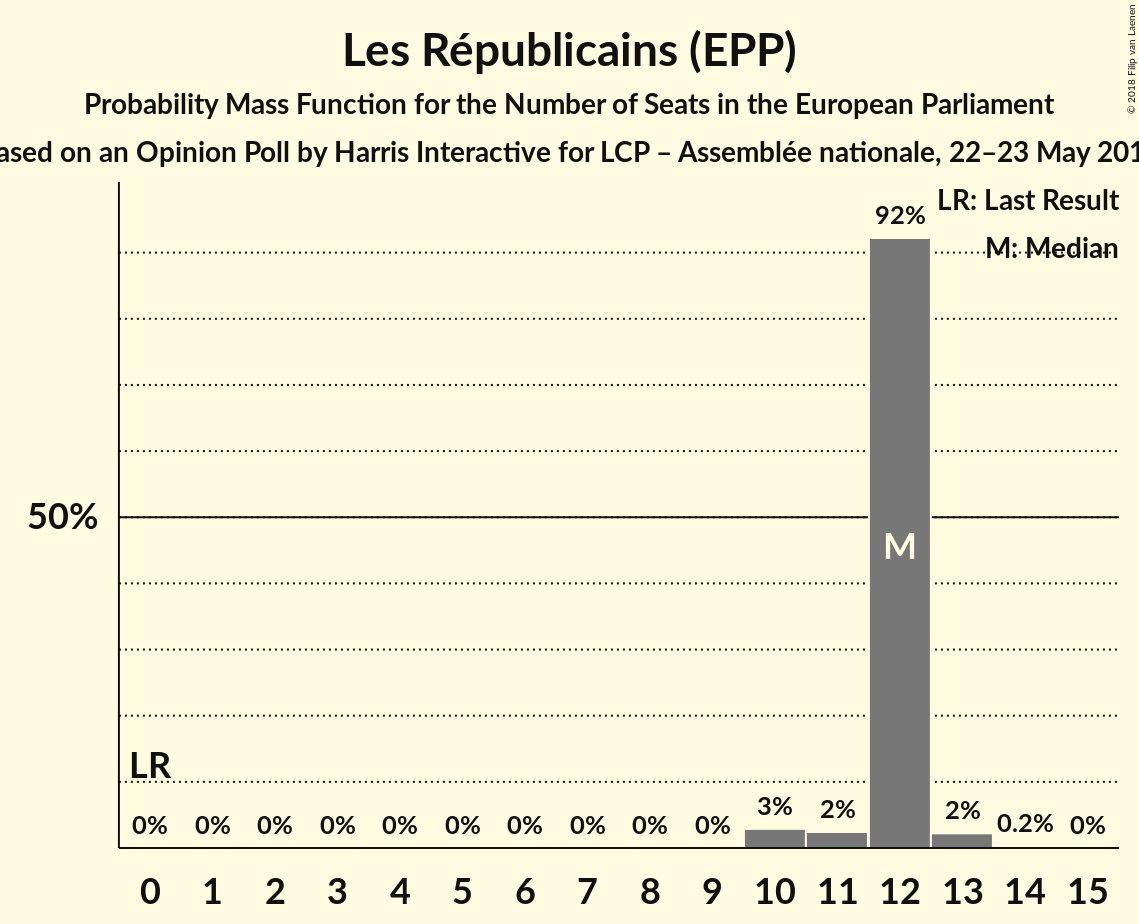 Les Républicains (EPP)
Probability Mass Function for the Number of Seats in the European Parliament
ased on an Opinion Poll by Harris Interactive for LCP – Assemblée nationale, 22–23 May 201
© 2018 Filip van Laenen
LR: Last Result
M: Median
92%
50%
M
LR
0% 0% 0% 0% 0% 0% 0% 0% 0% 0% 3% 2% 2% 0.2% 0%
0 1 2 3 4 5 6 7 8 9 10 11 12 13 14 15